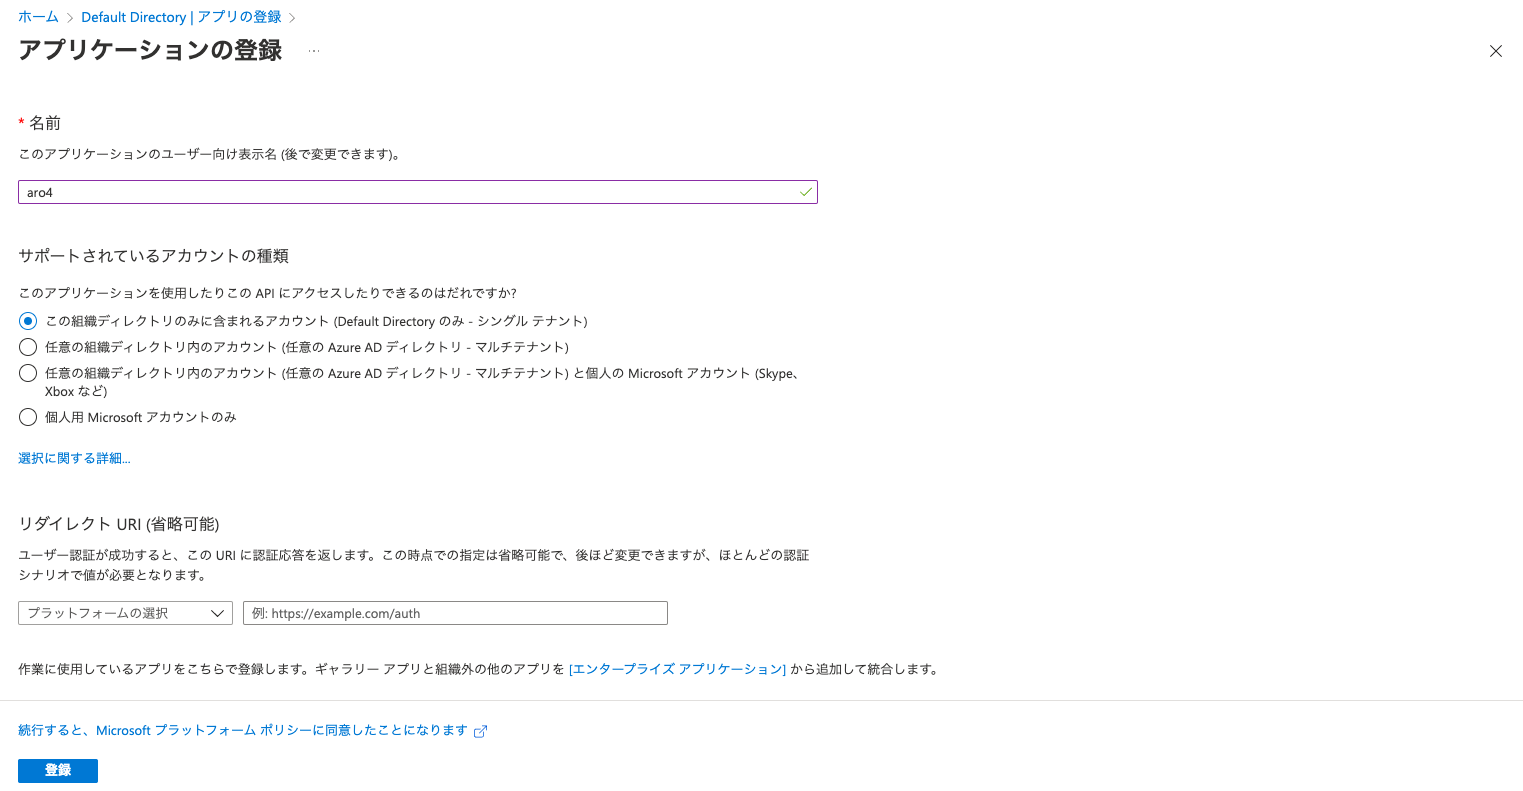 ホーム > Default Directory | アプリの登録 >
アプリケーションの登録 …
* 名前
このアプリケーションのユーザー向け表示名 (後で変更できます)。
aro4
サポートされているアカウントの種類
このアプリケーションを使用したりこの API にアクセスしたりできるのはだれですか?
この組織ディレクトリのみに含まれるアカウント (Default Directory のみ - シングル テナント)
任意の組織ディレクトリ内のアカウント (任意の Azure AD ディレクトリ - マルチテナント)
任意の組織ディレクトリ内のアカウント (任意の Azure AD ディレクトリ - マルチテナント) と個人の Microsoft アカウント (Skype、
Xbox など)
個人用 Microsoft アカウントのみ
選択に関する詳細...
リダイレクト URI (省略可能)
ユーザー認証が成功すると、この URI に認証応答を返します。この時点での指定は省略可能で、後ほど変更できますが、ほとんどの認証
シナリオで値が必要となります。
プラットフォームの選択 例: https://example.com/auth
作業に使用しているアプリをこちらで登録します。ギャラリー アプリと組織外の他のアプリを [エンタープライズ アプリケーション] から追加して統合します。
続行すると、Microsoft プラットフォーム ポリシーに同意したことになります
登録